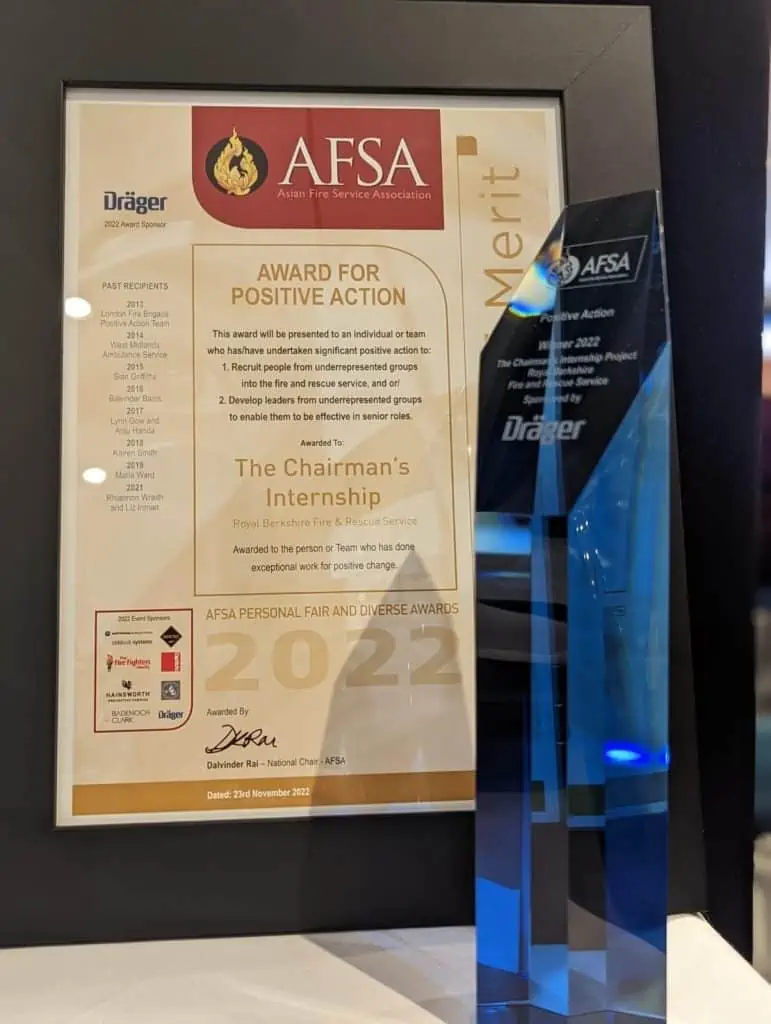 AFSA
Asian Fire Service Association
Dräger
2022 Award Sponsor
Merit
PAST RECIPIENTS
2013
London Fire Brigade
Positive Action Team
2014
West Midlands
Ambulance Service
2015
Sian Griffiths
2016
Balvinder
2017
Lynn Gow and
Anju Handa
2018
Karen Smith
2019
Maria Ward
2021
Rhiannon Wraith
and Liz Inman
AWARD FOR
POSITIVE ACTION
This award will be presented to an individual or team
who has/have undertaken significant positive action to:
1. Recruit people from underrepresented groups
into the fire and rescue service, and or/
2. Develop leaders from underrepresented groups
to enable them to be effective in senior roles.
Awarded To:
The Chairman's
Internship
Royal Berkshire Fire & Rescue Service
Awarded to the person or Team who has done
exceptional work for positive change.
AFSA PERSONAL FAIR AND DIVERSE AWARDS
2022
2022 Event Sponsors
systems
fire fighters
HAINSWORTH
BADENOCH
CLARK
Dräger
Awarded By:
Dalvinder Rai – National Chair - AFSA
Dated: 23rd November 2022
AFSA
Positive Action
Winner 2022
The Chairman's Internship Project
Royal Berkshire
Fire and Rescue Service
Sponsored by
Dräger